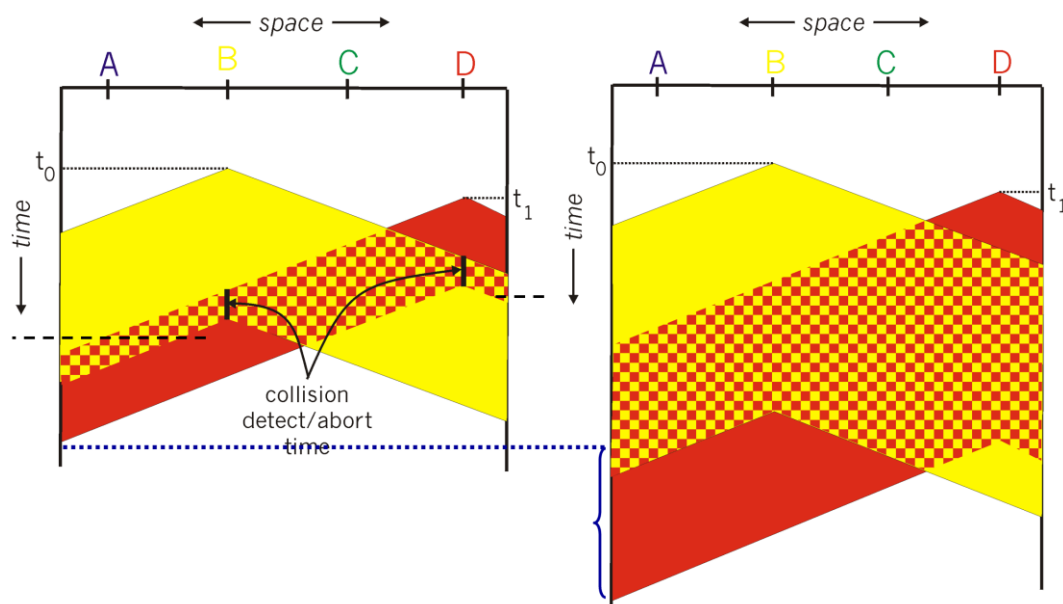 space
A B C D
t0
t1
time
collision
detect/abort
time
space
A B C D
t0
t1
time